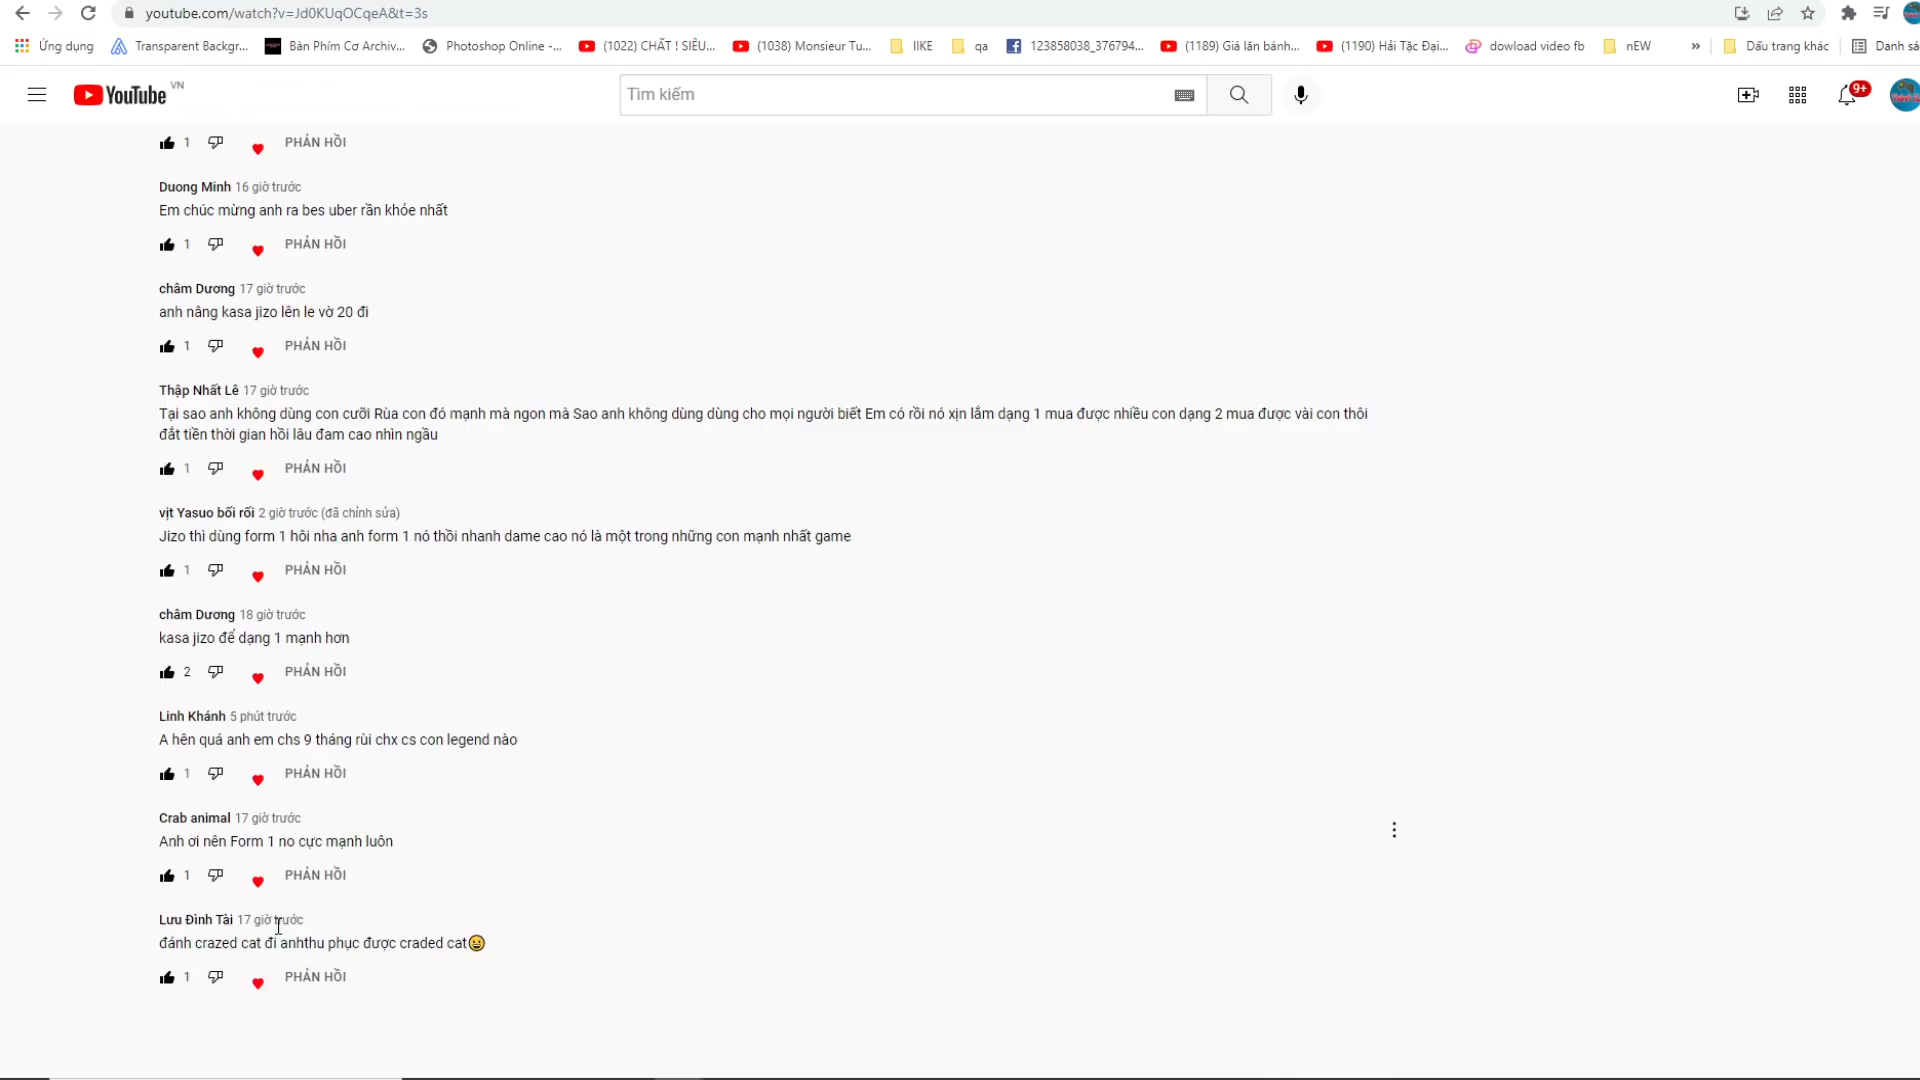 youtube.com/watch?v=Jd0KUqOCqeA&t=3s
Ứng dụng Transparent Backgr... Bàn Phím Cơ Archiv... Photoshop Online -... (1022) CHẤT ! SIÊU... (1038) Monsieur Tu... lIKE qa 123858038_376794... (1189) Giá lăn bánh... (1190) Hải Tặc Đại... dowload video fb nEW » Dấu trang khác Danh sá
YouTube VN Tìm kiếm 9+
1 PHẢN HỒI
Duong Minh 16 giờ trước
Em chúc mừng anh ra bes uber rần khỏe nhất
1 PHẢN HỒI
châm Dương 17 giờ trước
anh nâng kasa jizo lên le vờ 20 đi
1 PHẢN HỒI
Thập Nhất Lê 17 giờ trước
Tại sao anh không dùng con cưỡi Rùa con đó mạnh mà ngon mà Sao anh không dùng dùng cho mọi người biết Em có rồi nó xịn lắm dạng 1 mua được nhiều con dạng 2 mua được vài con thôi
đắt tiền thời gian hồi lâu đam cao nhìn ngầu
1 PHẢN HỒI
vịt Yasuo bối rối 2 giờ trước (đã chỉnh sửa)
Jizo thì dùng form 1 hôi nha anh form 1 nó thồi nhanh dame cao nó là một trong những con mạnh nhất game
1 PHẢN HỒI
châm Dương 18 giờ trước
kasa jizo để dạng 1 mạnh hơn
2 PHẢN HỒI
Linh Khánh 5 phút trước
A hên quá anh em chs 9 tháng rùi chx cs con legend nào
1 PHẢN HỒI
Crab animal 17 giờ trước
Anh ơi nên Form 1 no cực mạnh luôn
1 PHẢN HỒI
Lưu Đình Tài 17 giờ trước
đánh crazed cat đi anhthu phục được craded cat😀
1 PHẢN HỒI